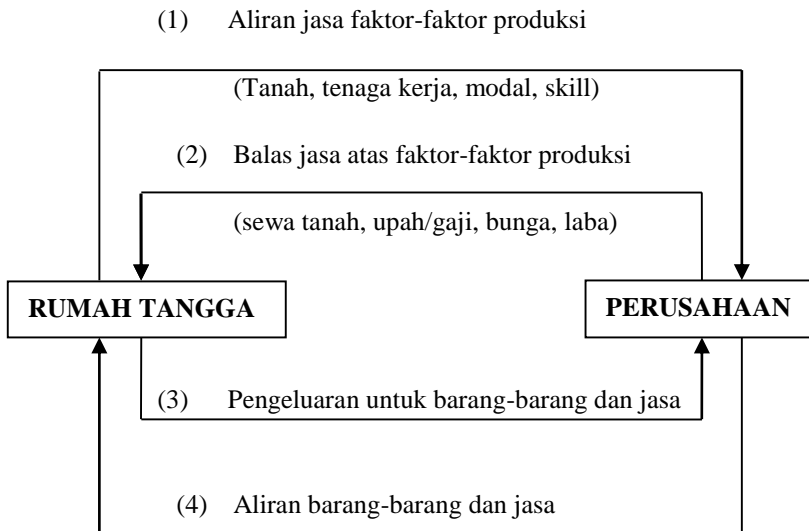 (1) Aliran jasa faktor-faktor produksi
(Tanah, tenaga kerja, modal, skill)
(2) Balas jasa atas faktor-faktor produksi
(sewa tanah, upah/gaji, bunga, laba)
RUMAH TANGGA
PERUSAHAAN
(3) Pengeluaran untuk barang-barang dan jasa
(4) Aliran barang-barang dan jasa